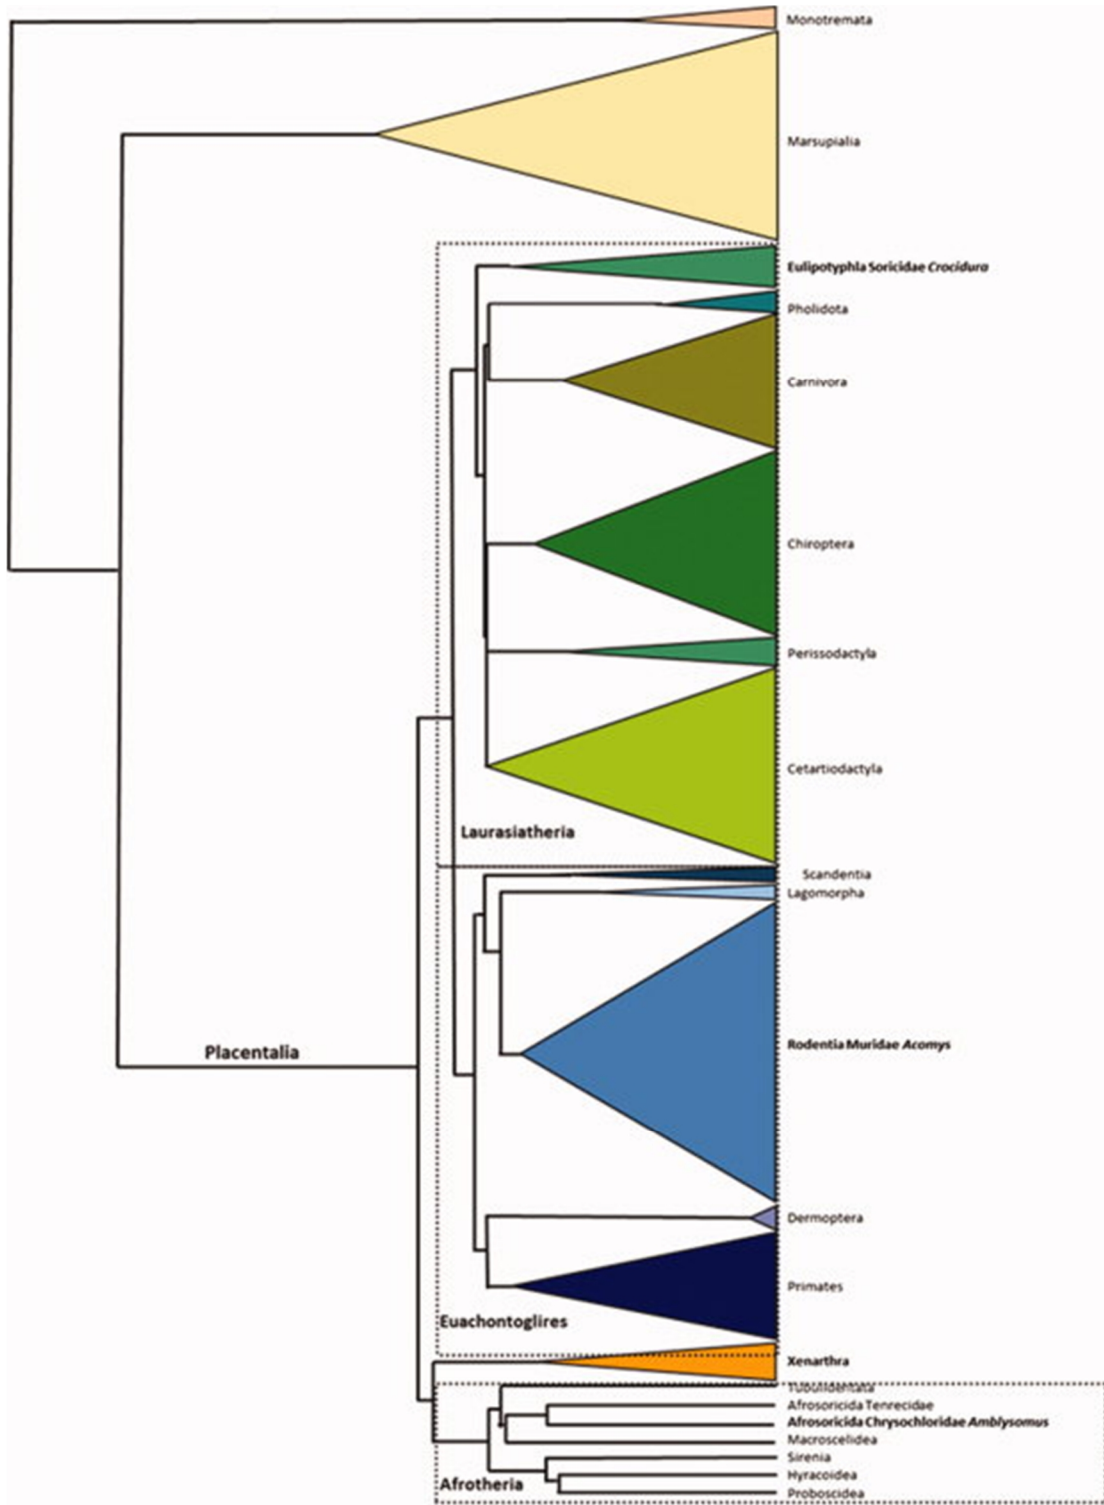 Monotremata
Marsupialia
Eulipotyphla Soricidae Crocidura
Pholidota
Carnivora
Chiroptera
Perissodactyla
Cetartiodactyla
Laurasiatheria
Scandentia
Lagomorpha
Rodentia Muridae Acomys
Placentalia
Dermoptera
Primates
Euachontoglires
Xenarthra
Tubulidentata
Afrosoricida Tenrecidae
Afrosoricida Chrysochloridae Amblysomus
Macroscelidea
Sirenia
Hyracoidea
Afrotheria
Proboscidea